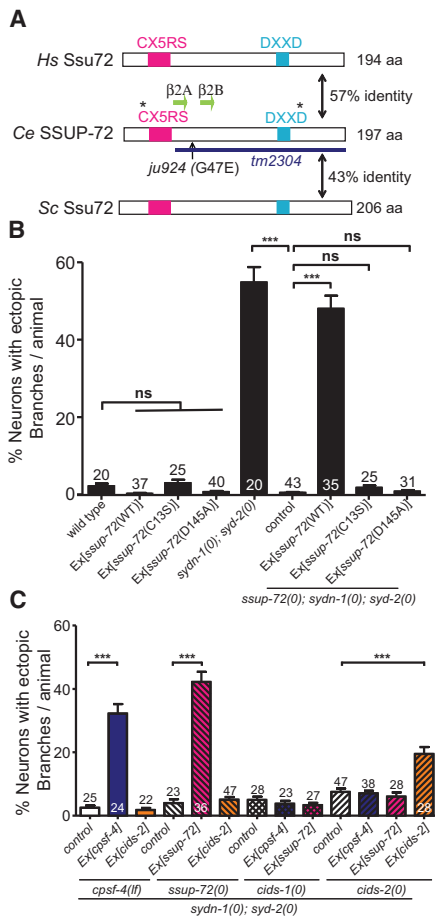 A
CX5RS
DXXD
Hs Ssu72
194 aa
57% identity
β2A β2B
* *
CX5RS
DXXD
Ce SSUP-72
197 aa
ju924 (G47E)
tm2304
43% identity
Sc Ssu72
206 aa
B
% Neurons with ectopic
Branches / animal
60
40
20
0
ns
***
***
ns
ns
20
37
25
40
20
43
35
25
31
wild type
Ex[ssup-72(WT)]
Ex[ssup-72(C13S)]
Ex[ssup-72(D145A)]
sydn-1(0); syd-2(0)
control
Ex[ssup-72(WT)]
Ex[ssup-72(C13S)]
Ex[ssup-72(D145A)]
ssup-72(0); sydn-1(0); syd-2(0)
C
% Neurons with ectopic
Branches / animal
60
40
20
0
***
***
***
25
24
22
23
36
47
28
23
27
47
38
28
28
control
Ex[cpsf-4]
Ex[cids-2]
control
Ex[ssup-72]
Ex[cids-2]
control
Ex[cpsf-4]
Ex[ssup-72]
control
Ex[cpsf-4]
Ex[ssup-72]
Ex[cids-2]
cpsf-4(lf)
ssup-72(0)
cids-1(0)
cids-2(0)
sydn-1(0); syd-2(0)